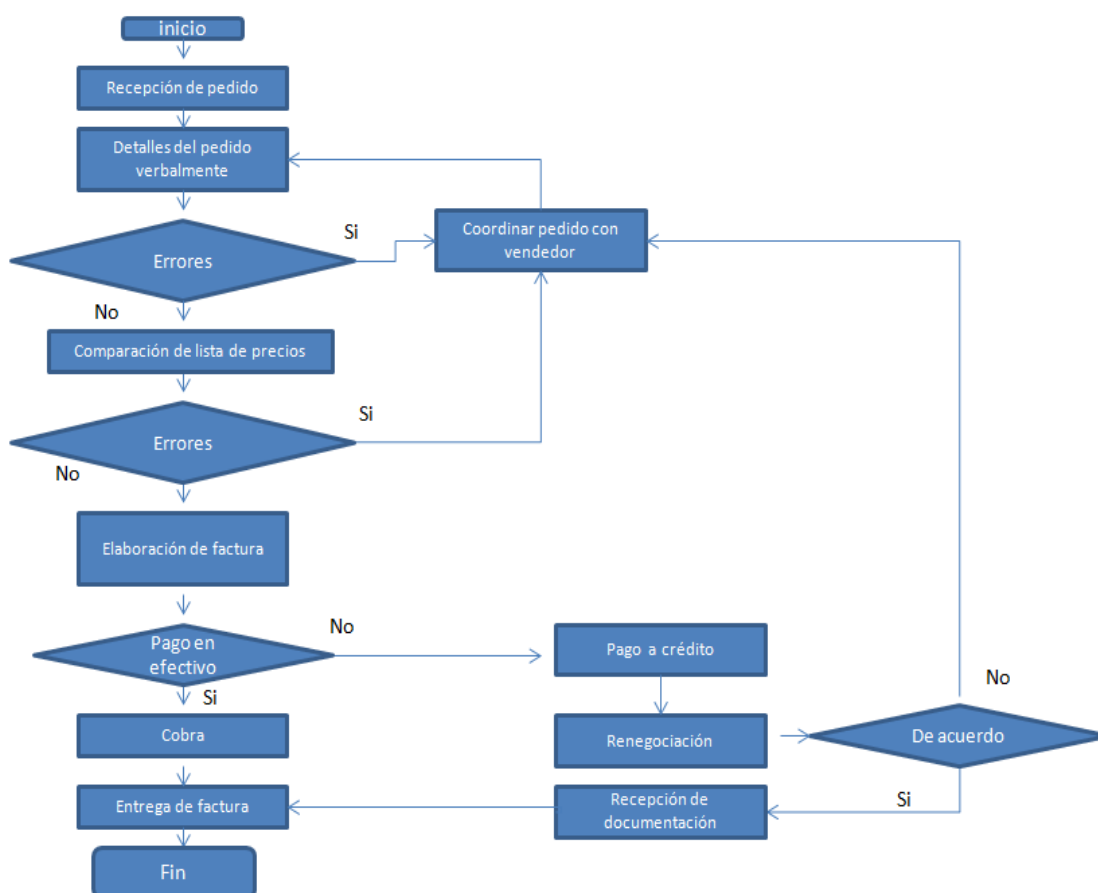 inicio
Recepción de pedido
Detalles del pedido
verbalmente
Si
Coordinar pedido con
vendedor
Errores
No
Comparación de lista de precios
Si
Errores
No
Elaboración de factura
No
Pago en
efectivo
Pago a crédito
No
Si
Cobra
Renegociación
De acuerdo
Entrega de factura
Recepción de
documentación
Si
Fin